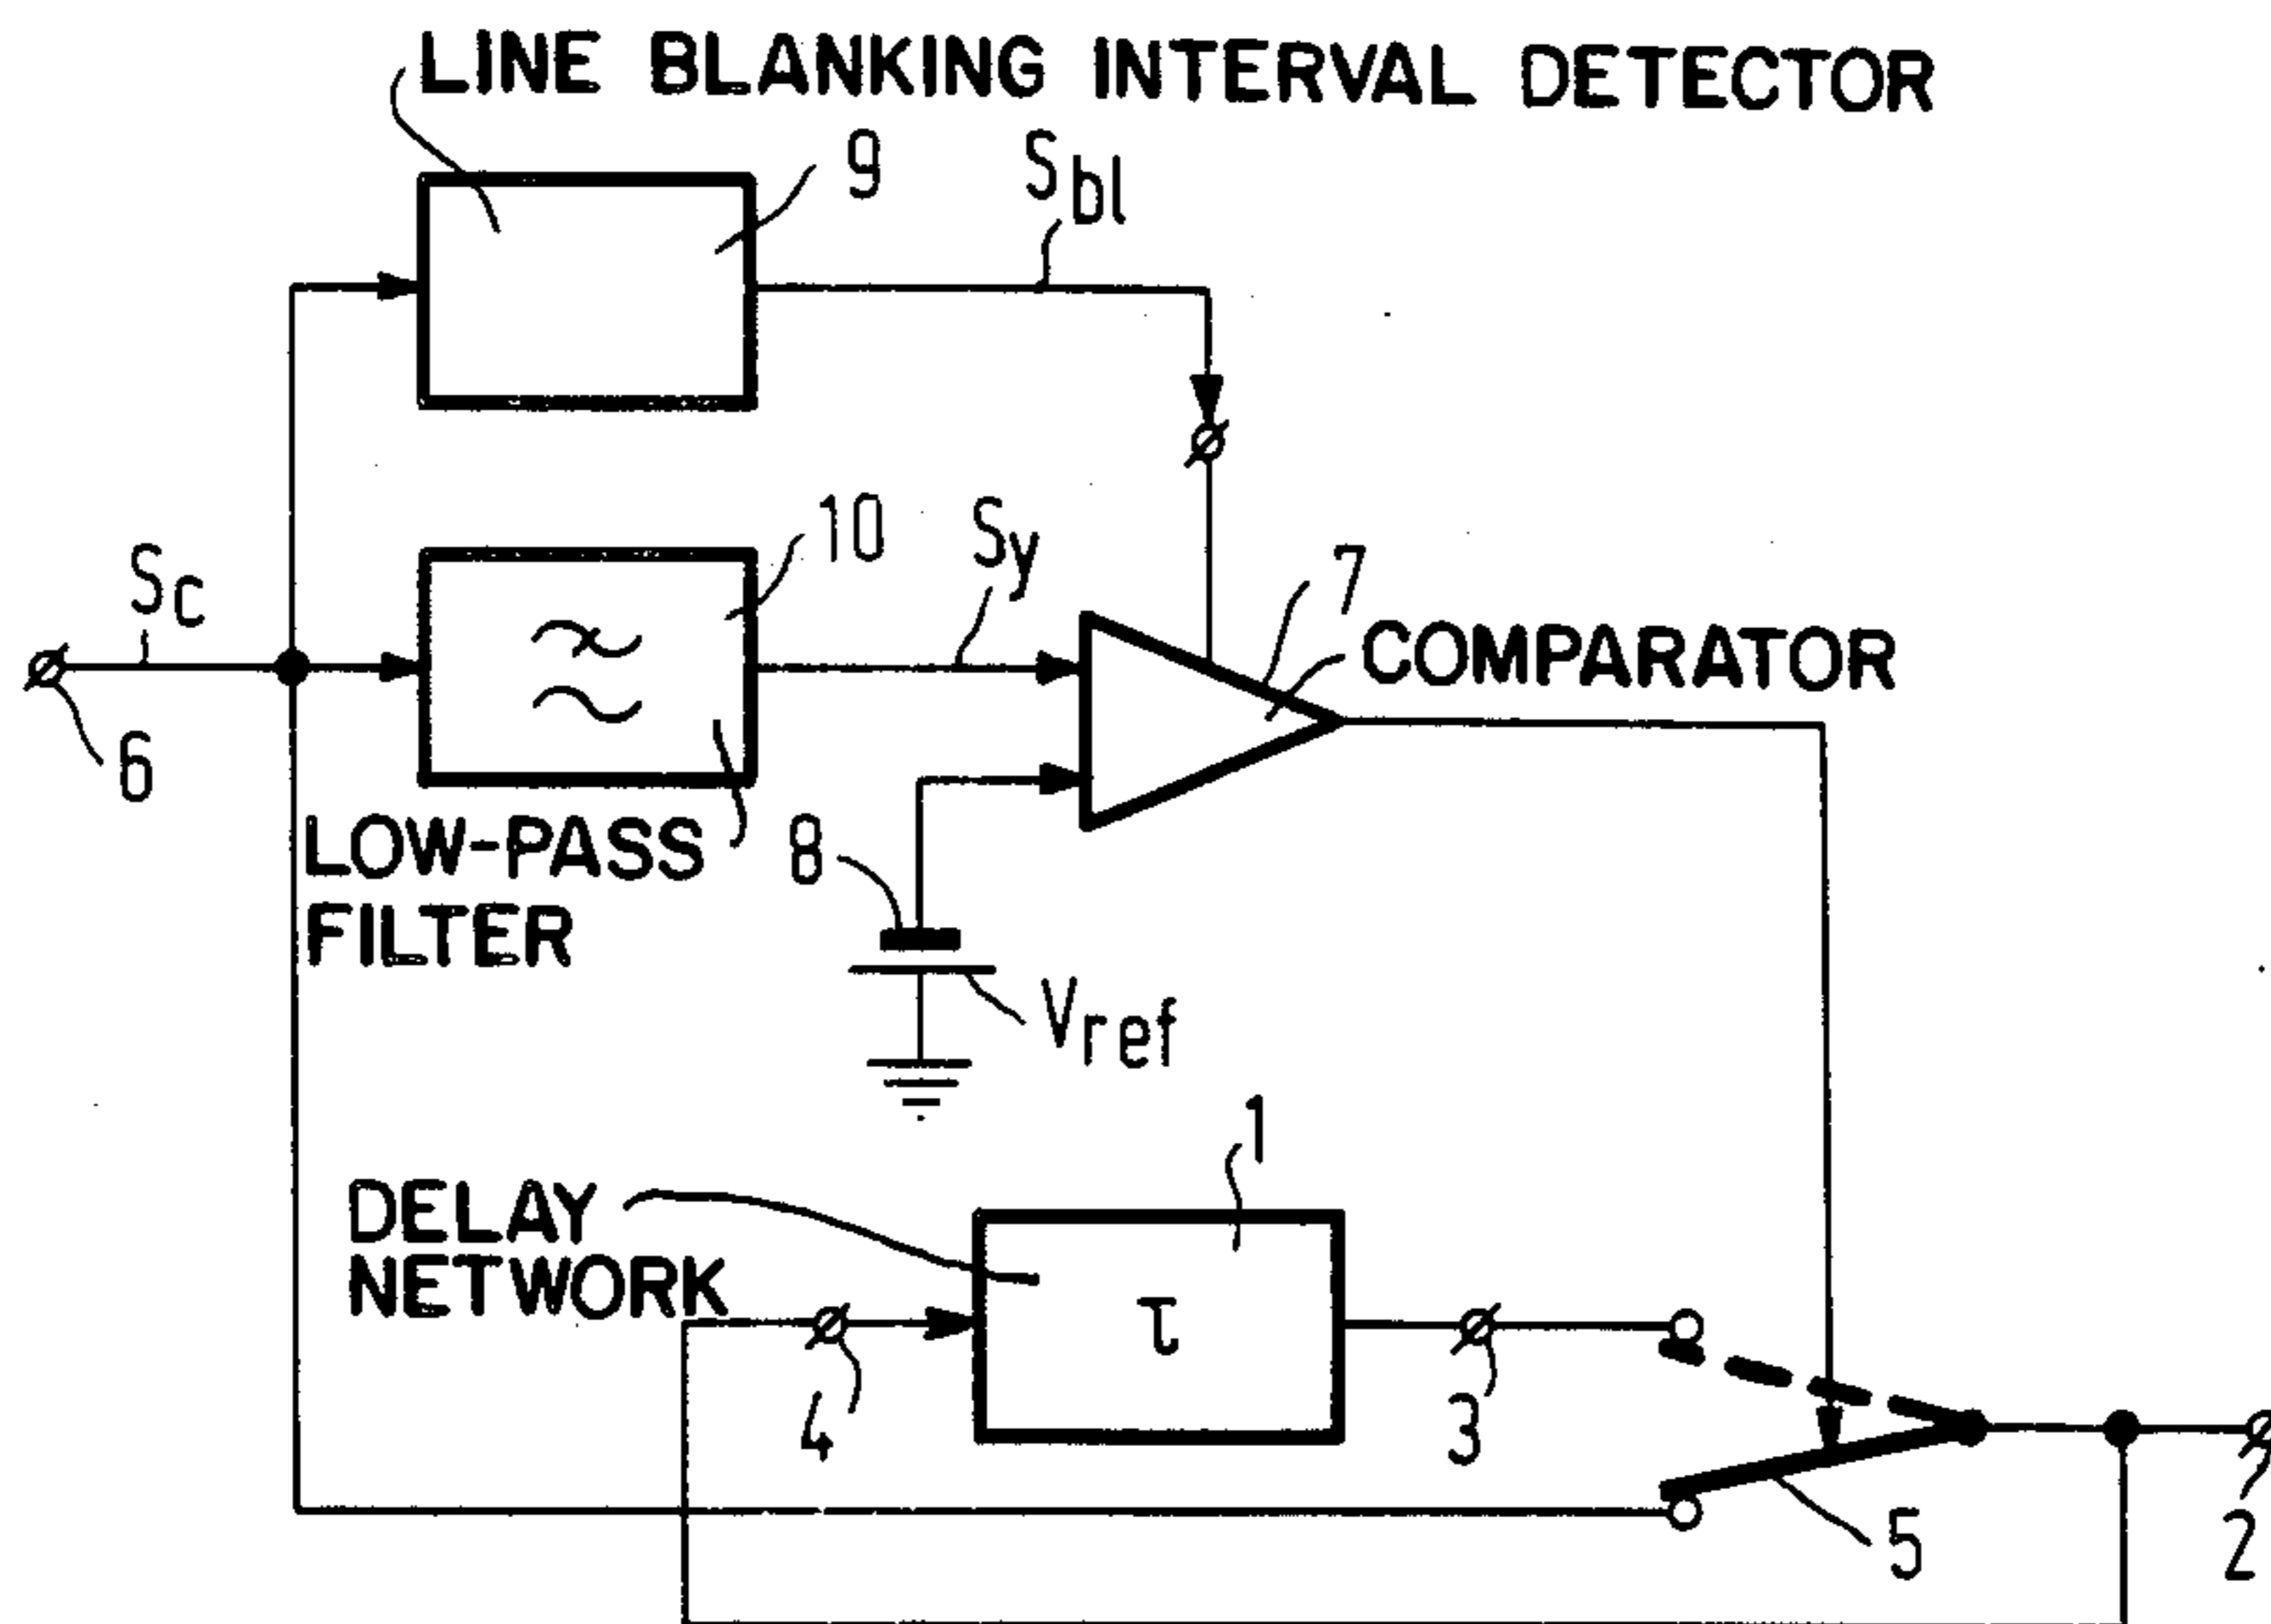 LINE BLANKING INTERVAL DETECTOR
9
Sbl
10
Sy
Sc
7
COMPARATOR
6
LOW-PASS
FILTER
8
Vref
1
DELAY
NETWORK
τ
4
3
5
2